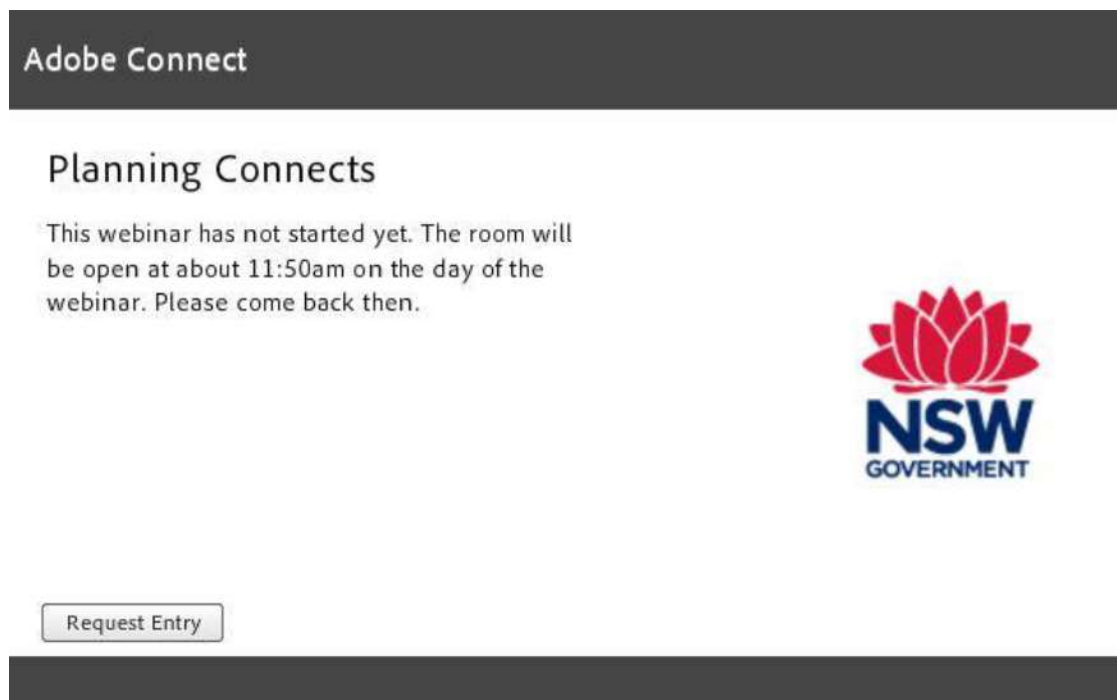 Adobe Connect
Planning Connects
This webinar has not started yet. The room will
be open at about 11:50am on the day of the
webinar. Please come back then.
NSW
GOVERNMENT
Request Entry